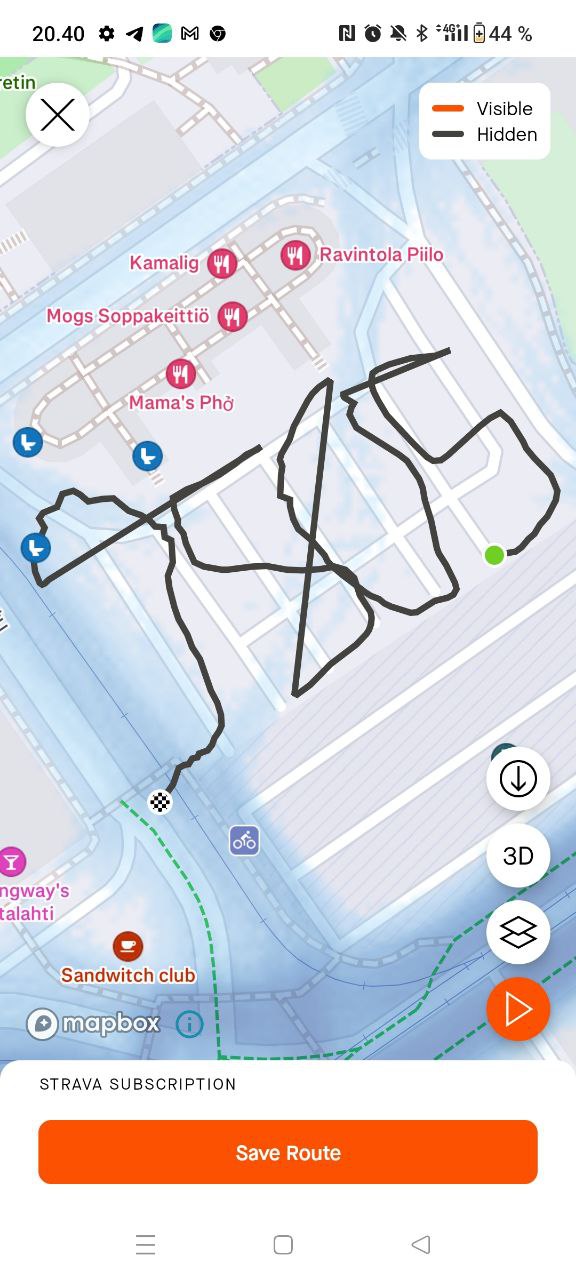 20.40
4G+
44 %
retin
Visible
Hidden
Kamalig
Ravintola Piilo
Mogs Soppakeittiö
Mama's Phở
ngway's
talahti
Sandwitch club
3D
mapbox
STRAVA SUBSCRIPTION
Save Route